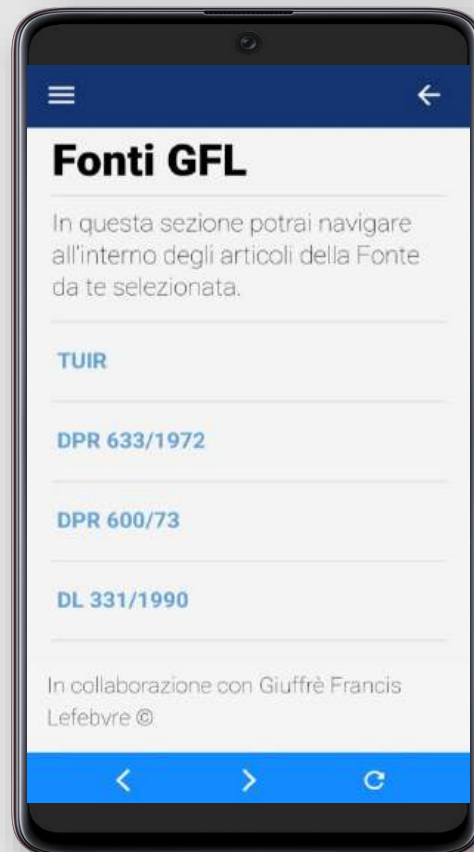 Fonti GFL
In questa sezione potrai navigare
all'interno degli articoli della Fonte
da te selezionata.
TUIR
DPR 633/1972
DPR 600/73
DL 331/1990
In collaborazione con Giuffrè Francis
Lefebvre ©